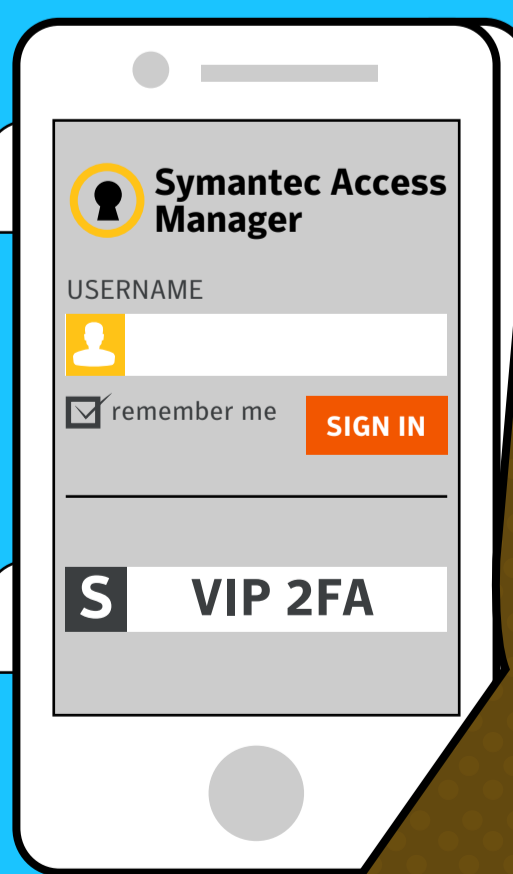 Symantec Access
Manager
USERNAME
remember me
SIGN IN
S VIP 2FA